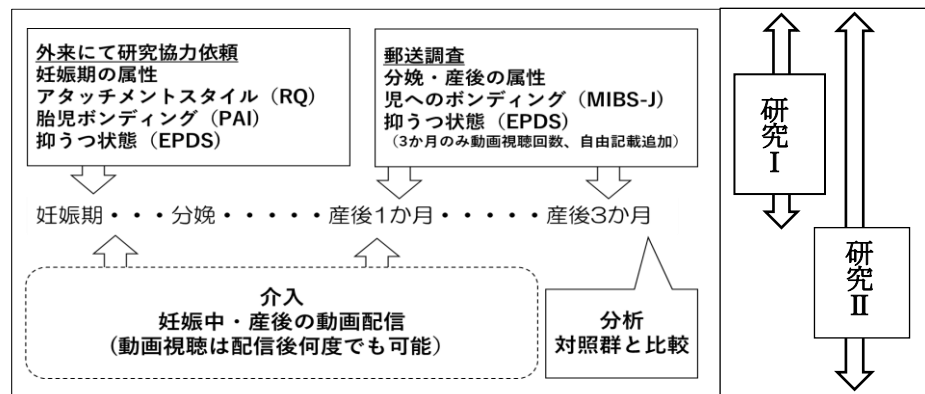 外来にて研究協力依頼
妊娠期の属性
アタッチメントスタイル（RQ）
胎児ボンディング（PAI）
抑うつ状態（EPDS）
郵送調査
分娩・産後の属性
児へのボンディング（MIBS-J）
抑うつ状態（EPDS）
（3か月のみ動画視聴回数、自由記載追加）
妊娠期・・・分娩・・・・・産後1か月・・・・・産後3か月
介入
妊娠中・産後の動画配信
（動画視聴は配信後何度でも可能）
分析
対照群と比較
研究Ⅰ
研究Ⅱ